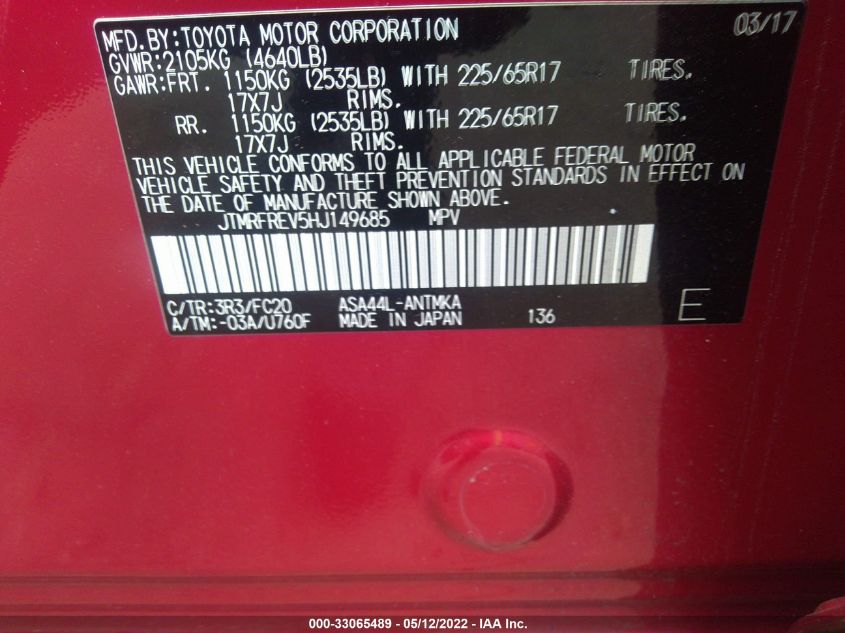 MFD.BY:TOYOTA MOTOR CORPORATION 03/17
GVWR:2105KG (4640LB)
GAWR:FRT. 1150KG (2535LB) WITH 225/65R17 TIRES.
17X7J RIMS.
RR. 1150KG (2535LB) WITH 225/65R17 TIRES.
17X7J RIMS.
THIS VEHICLE CONFORMS TO ALL APPLICABLE FEDERAL MOTOR
VEHICLE SAFETY AND THEFT PREVENTION STANDARDS IN EFFECT ON
THE DATE OF MANUFACTURE SHOWN ABOVE.
JTMRFREV5HJ149685 MPV
C/TR:3R3/FC20 ASA44L-ANTMKA
A/TM:-03A/U760F MADE IN JAPAN 136 E
000-33065489 - 05/12/2022 - IAA Inc.